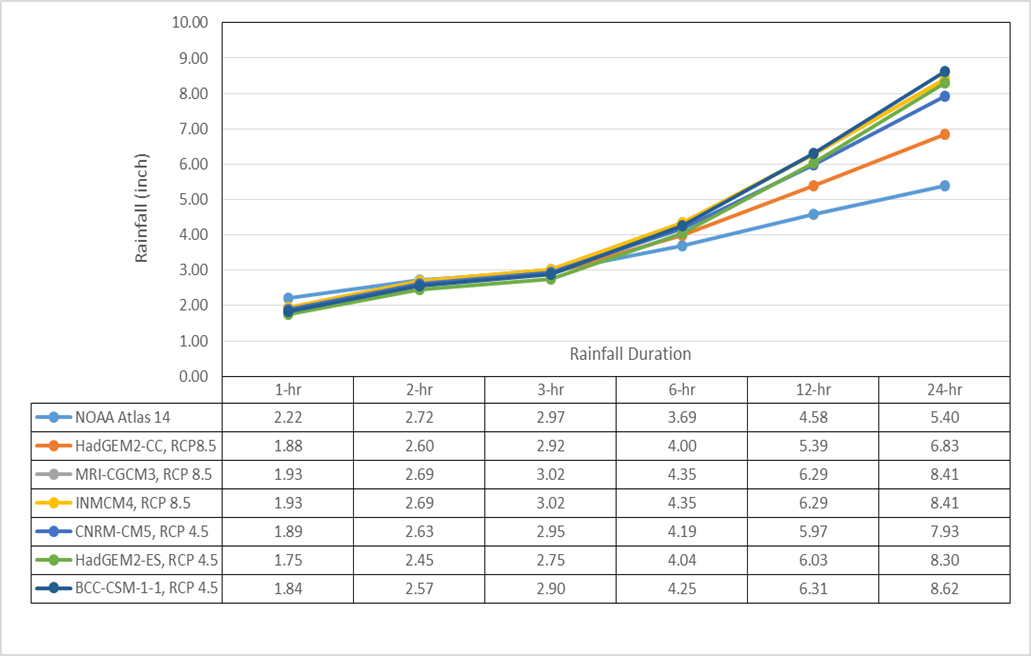 10.00
9.00
8.00
7.00
6.00
5.00
4.00
3.00
2.00
1.00
0.00
Rainfall (inch)
Rainfall Duration
1-hr 2-hr 3-hr 6-hr 12-hr 24-hr
NOAA Atlas 14 2.22 2.72 2.97 3.69 4.58 5.40
HadGEM2-CC, RCP8.5 1.88 2.60 2.92 4.00 5.39 6.83
MRI-CGCM3, RCP 8.5 1.93 2.69 3.02 4.35 6.29 8.41
INMCM4, RCP 8.5 1.93 2.69 3.02 4.35 6.29 8.41
CNRM-CM5, RCP 4.5 1.89 2.63 2.95 4.19 5.97 7.93
HadGEM2-ES, RCP 4.5 1.75 2.45 2.75 4.04 6.03 8.30
BCC-CSM-1-1, RCP 4.5 1.84 2.57 2.90 4.25 6.31 8.62